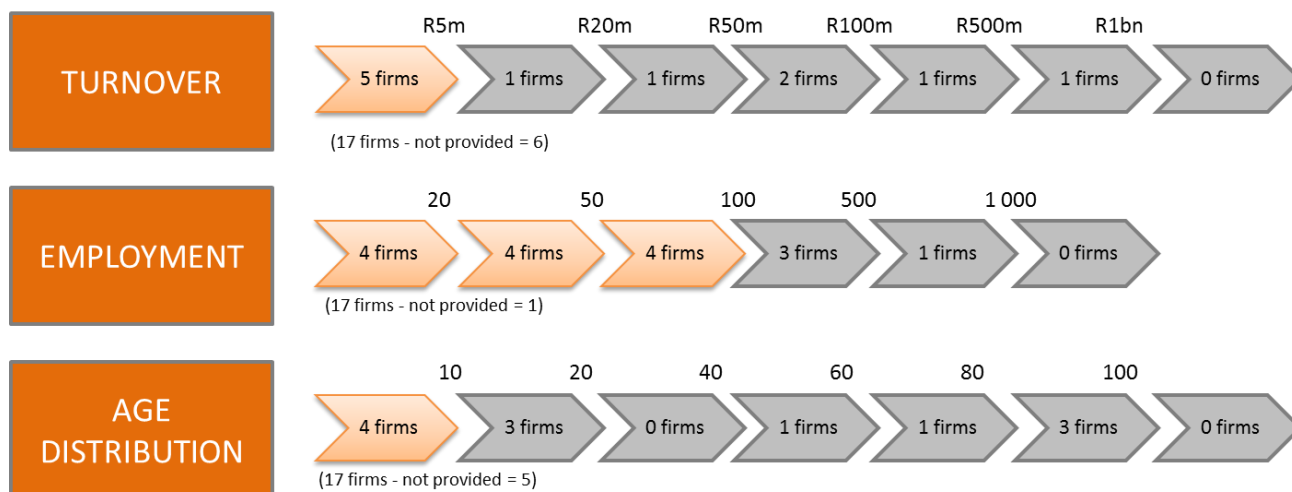 R5m R20m R50m R100m R500m R1bn
TURNOVER 5 firms 1 firms 1 firms 2 firms 1 firms 1 firms 0 firms
(17 firms - not provided = 6)
20 50 100 500 1 000
EMPLOYMENT 4 firms 4 firms 4 firms 3 firms 1 firms 0 firms
(17 firms - not provided = 1)
10 20 40 60 80 100
AGE
DISTRIBUTION
4 firms 3 firms 0 firms 1 firms 1 firms 3 firms 0 firms
(17 firms - not provided = 5)